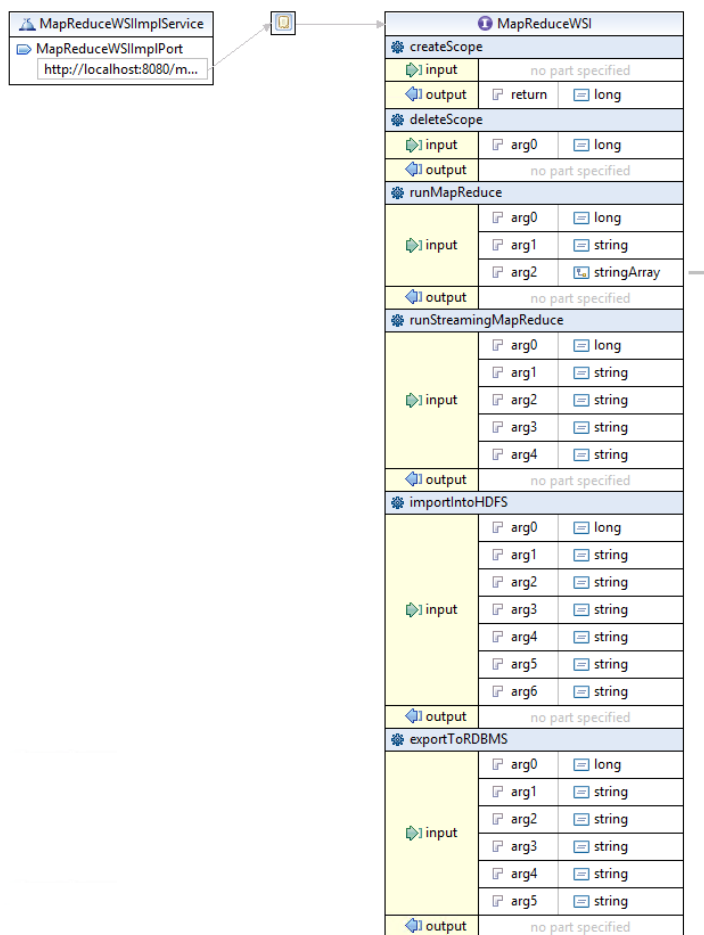 MapReduceWSIImplService
MapReduceWSIImplPort
http://localhost:8080/m...
MapReduceWSI
createScope
input no part specified
output return long
deleteScope
input arg0 long
output no part specified
runMapReduce
arg0 long
input arg1 string
arg2 stringArray
output no part specified
runStreamingMapReduce
arg0 long
arg1 string
input arg2 string
arg3 string
arg4 string
output no part specified
importIntoHDFS
arg0 long
arg1 string
arg2 string
input arg3 string
arg4 string
arg5 string
arg6 string
output no part specified
exportToRDBMS
arg0 long
arg1 string
arg2 string
input
arg3 string
arg4 string
arg5 string
output no part specified